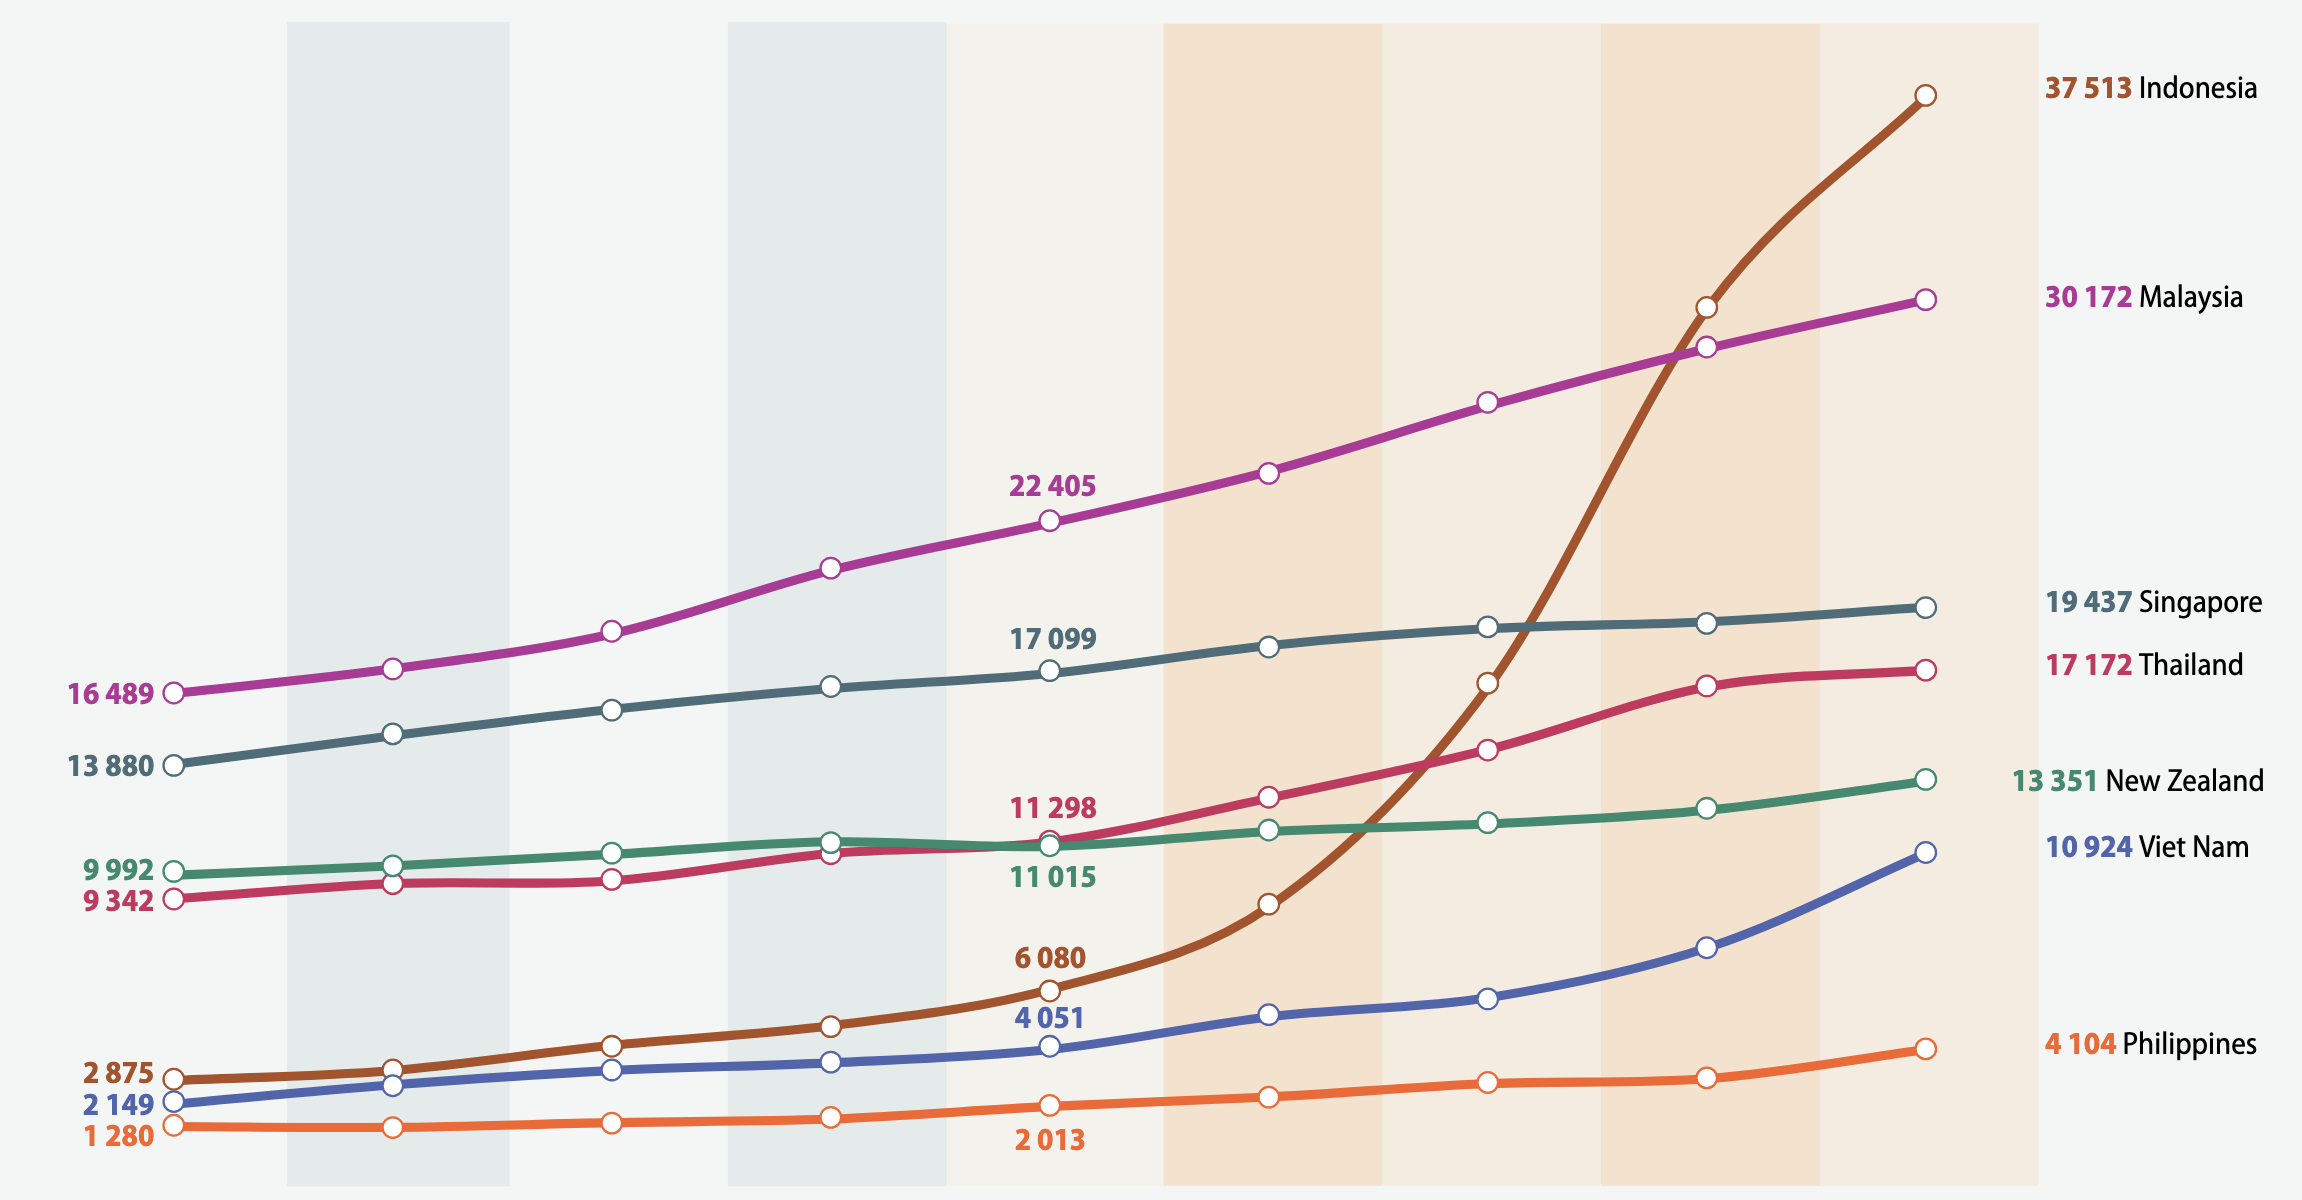 37 513 Indonesia
30 172 Malaysia
22 405
19 437 Singapore
17 099
17 172 Thailand
16 489
13 880
13 351 New Zealand
11 298
10 924 Viet Nam
9 992
11 015
9 342
6 080
4 051
4 104 Philippines
2 875
2 149
1 280
2 013